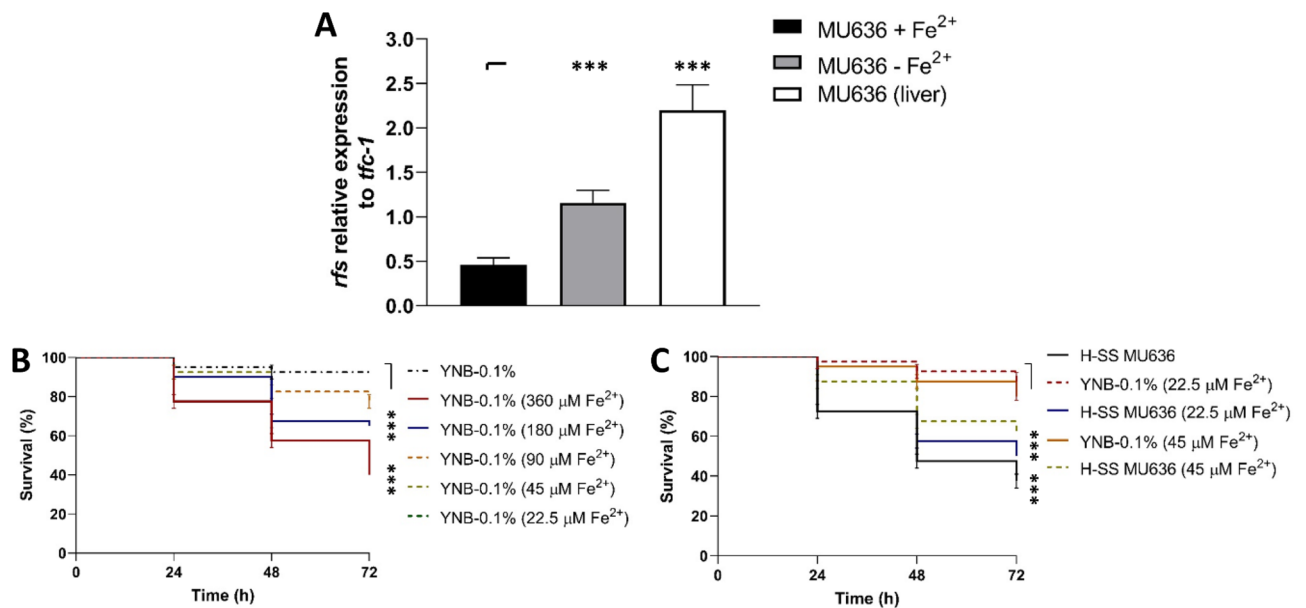 A
rfs relative expression
to tfc-1
3.0
2.5
2.0
1.5
1.0
0.5
0.0
***
***
MU636 + Fe²⁺
MU636 - Fe²⁺
MU636 (liver)
B
Survival (%)
100
80
60
40
20
0
0
24
48
72
Time (h)
***
***
YNB-0.1%
YNB-0.1% (360 µM Fe²⁺)
YNB-0.1% (180 µM Fe²⁺)
YNB-0.1% (90 µM Fe²⁺)
YNB-0.1% (45 µM Fe²⁺)
YNB-0.1% (22.5 µM Fe²⁺)
C
Survival (%)
100
80
60
40
20
0
0
24
48
72
Time (h)
***
***
H-SS MU636
YNB-0.1% (22.5 µM Fe²⁺)
H-SS MU636 (22.5 µM Fe²⁺)
YNB-0.1% (45 µM Fe²⁺)
H-SS MU636 (45 µM Fe²⁺)